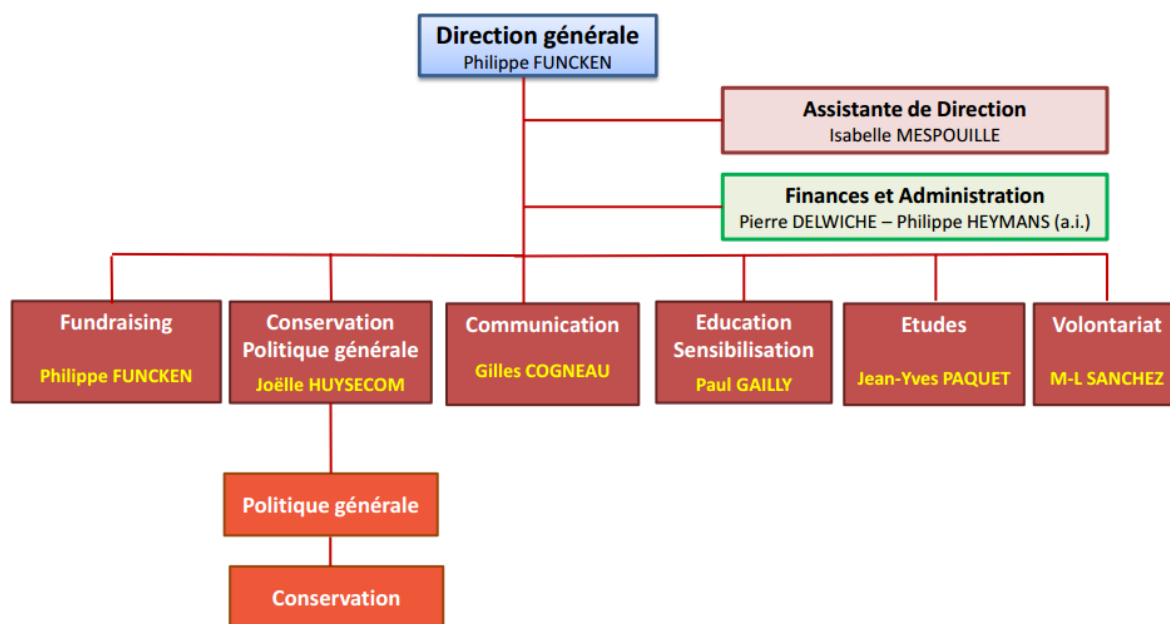 Direction générale
Philippe FUNCKEN
Assistante de Direction
Isabelle MESPOUILLE
Finances et Administration
Pierre DELWICHE – Philippe HEYMANS (a.i.)
Fundraising
Philippe FUNCKEN
Conservation
Politique générale
Joëlle HUYSECOM
Communication
Gilles COGNEAU
Education
Sensibilisation
Paul GAILLY
Etudes
Jean-Yves PAQUET
Volontariat
M-L SANCHEZ
Politique générale
Conservation